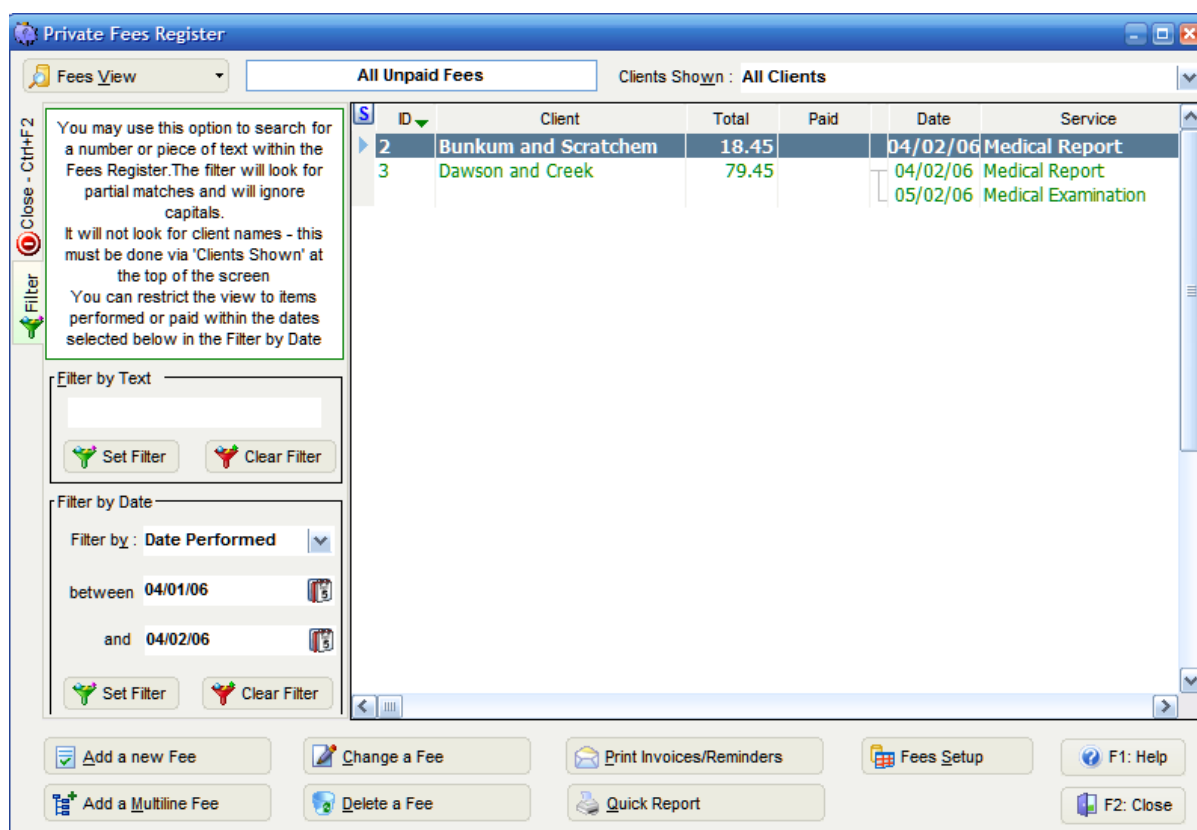 Private Fees Register
Fees View
All Unpaid Fees
Clients Shown : All Clients
Close - Ctrl+F2
Filter
You may use this option to search for
a number or piece of text within the
Fees Register.The filter will look for
partial matches and will ignore
capitals.
It will not look for client names - this
must be done via 'Clients Shown' at
the top of the screen
You can restrict the view to items
performed or paid within the dates
selected below in the Filter by Date
Filter by Text
Set Filter
Clear Filter
Filter by Date
Filter by : Date Performed
between 04/01/06
and 04/02/06
Set Filter
Clear Filter
S ID Client Total Paid Date Service
2 Bunkum and Scratchem 18.45 04/02/06 Medical Report
3 Dawson and Creek 79.45 04/02/06 Medical Report
05/02/06 Medical Examination
Add a new Fee
Change a Fee
Print Invoices/Reminders
Fees Setup
F1: Help
Add a Multiline Fee
Delete a Fee
Quick Report
F2: Close